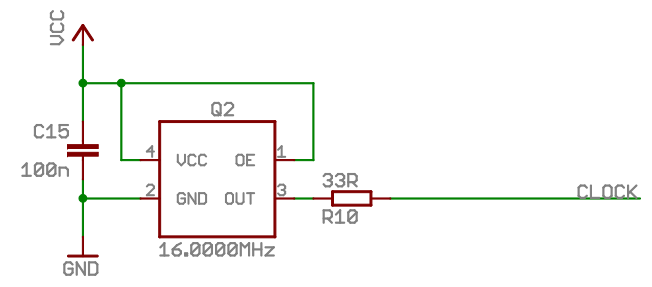 VCC
Q2
C15
100n
4
VCC
OE
1
2
GND
OUT
3
33R
R10
CLOCK
16.0000MHz
GND